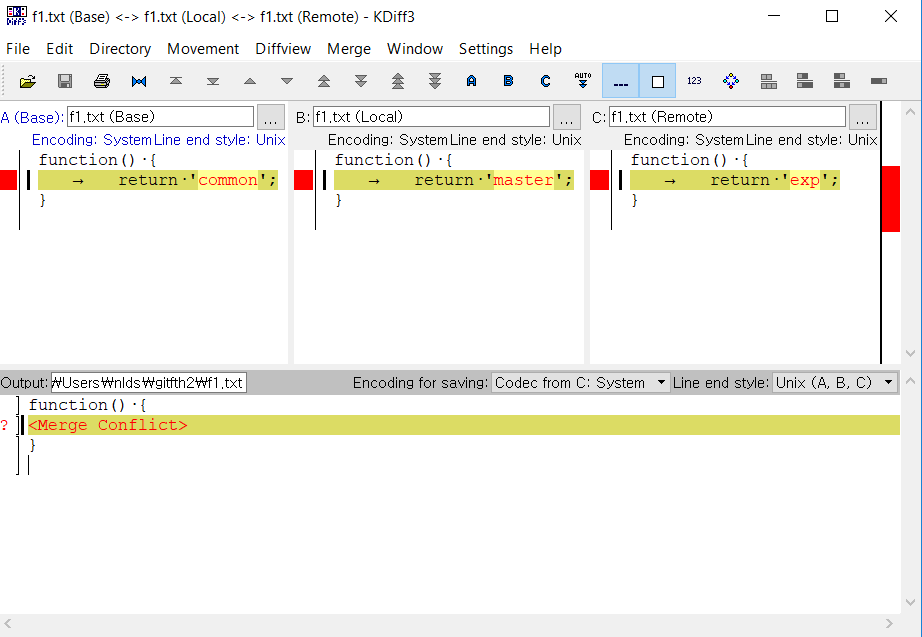 f1.txt (Base) <-> f1.txt (Local) <-> f1.txt (Remote) - KDiff3
File Edit Directory Movement Diffview Merge Window Settings Help
A B C AUTO 123
A (Base): f1.txt (Base) ... B: f1.txt (Local) ... C: f1.txt (Remote) ...
Encoding: System Line end style: Unix Encoding: System Line end style: Unix Encoding: System Line end style: Unix
function()·{ function()·{ function()·{
→ return·'common'; → return·'master'; → return·'exp';
} } }
Output: ₩Users₩nlds₩gitfth2₩f1.txt Encoding for saving: Codec from C: System Line end style: Unix (A, B, C)
function()·{
? <Merge Conflict>
}